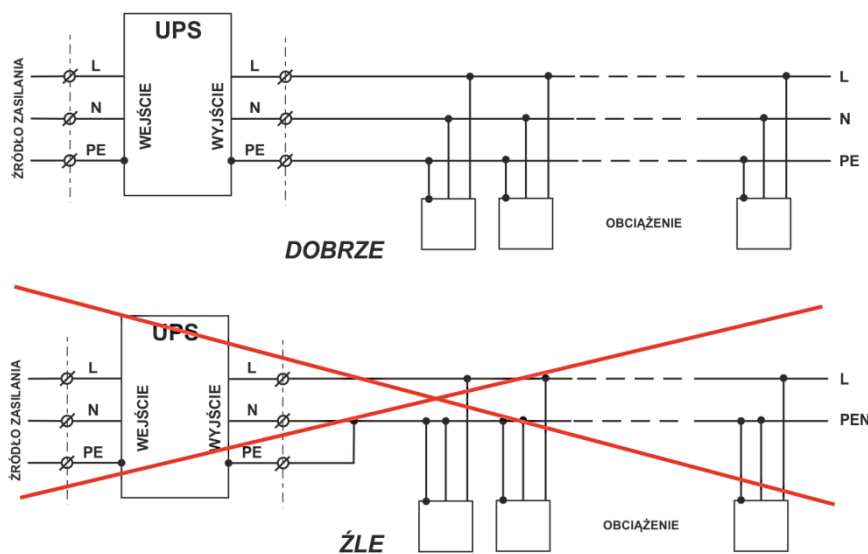 UPS
ŹRÓDŁO ZASILANIA
L
N
PE
WEJŚCIE
WYJŚCIE
L
N
PE
L
N
PE
OBCIĄŻENIE
DOBRZE
UPS
ŹRÓDŁO ZASILANIA
L
N
PE
WEJŚCIE
WYJŚCIE
L
N
PE
L
PEN
OBCIĄŻENIE
ŹLE